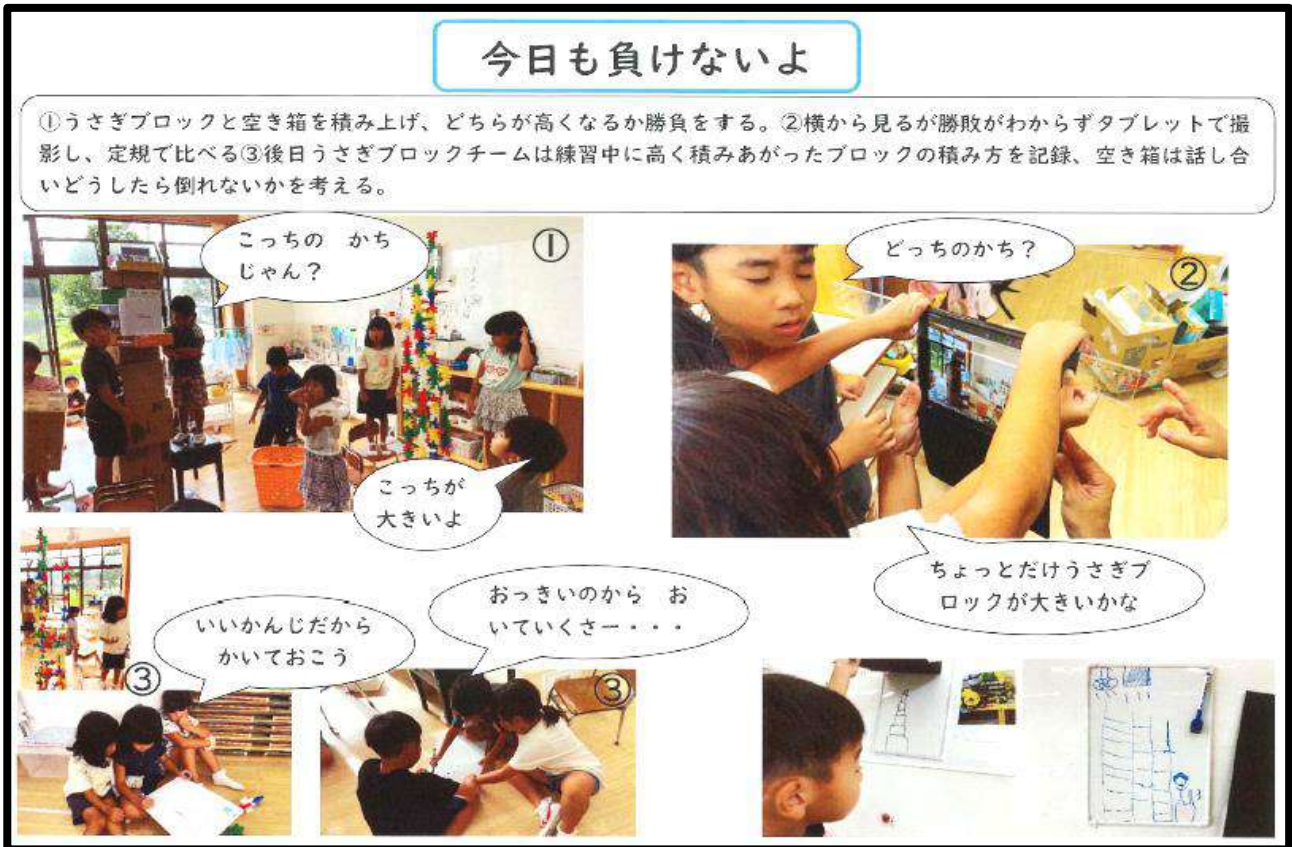 今日も負けないよ
①うさぎブロックと空き箱を積み上げ、どちらが高くなるか勝負をする。②横から見るが勝敗がわからずタブレットで撮
影し、定規で比べる③後日うさぎブロックチームは練習中に高く積みあがったブロックの積み方を記録、空き箱は話し合
いどうしたら倒れないかを考える。
こっちの　かち
じゃん？
①
こっちが
大きいよ
どっちのかち？
②
ちょっとだけうさぎブ
ロックが大きいかな
③
いいかんじだから
かいておこう
おっきいのから　お
いていくさー・・・
③